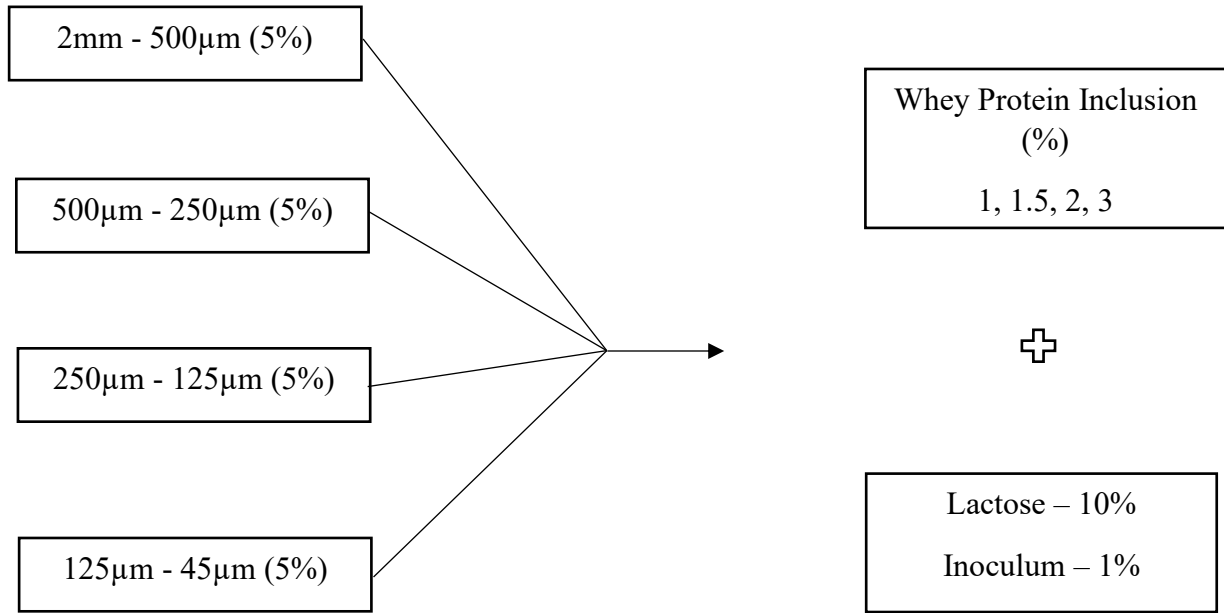 2mm - 500µm (5%)
500µm - 250µm (5%)
250µm - 125µm (5%)
125µm - 45µm (5%)
Whey Protein Inclusion
(%)
1, 1.5, 2, 3
Lactose – 10%
Inoculum – 1%